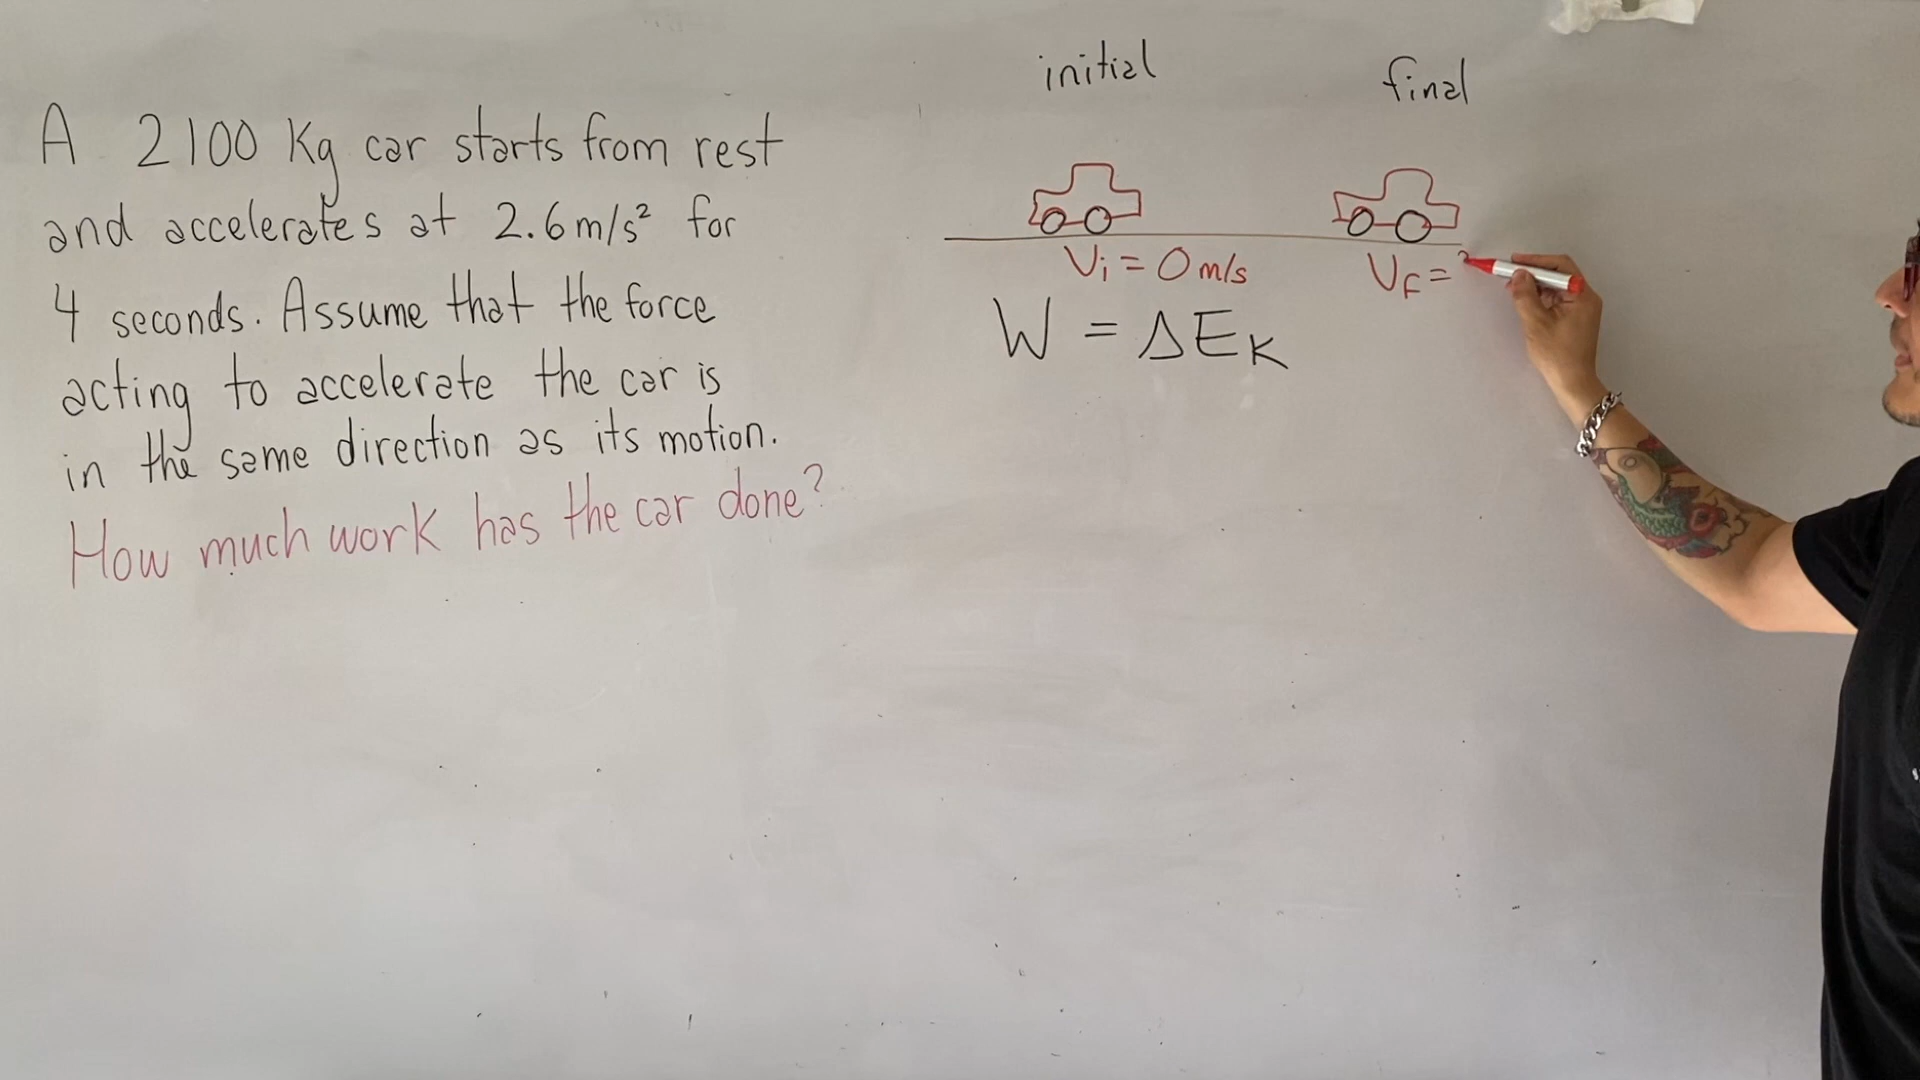 A 2100 Kg car starts from rest
and accelerates at 2.6 m/s² for
4 seconds. Assume that the force
acting to accelerate the car is
in the same direction as its motion.
How much work has the car done?
initial
final
Vi = 0 m/s
VF = ?
W = ΔEK